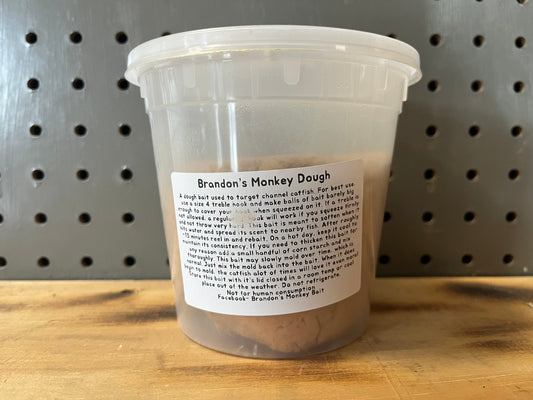 Brandon's Monkey Dough
A dough bait used to target channel catfish. For best use,
use a size 4 treble hook and make balls of bait barely big
enough to cover your hook when squeezed on it. If a treble is
not allowed, a regular hook will work if you squeeze firmly
and not throw very hard. This bait is meant to soften when it
hits water and spread its scent to nearby fish. After roughly
15 minutes reel in and rebait. On a hot day, keep it cool to
maintain its consistency. If you need to thicken this bait for
any reason, add a small handful of corn starch and mix
thoroughly. This bait may slowly mold over time, which is
normal. Just mix the mold back into the bait. When it does
begin to mold, the catfish alot of times will love it even more!
Store this bait with it's lid closed in a room temp or cool
place out of the weather. Do not refrigerate.
Not for human consumption
Facebook- Brandon's Monkey Bait